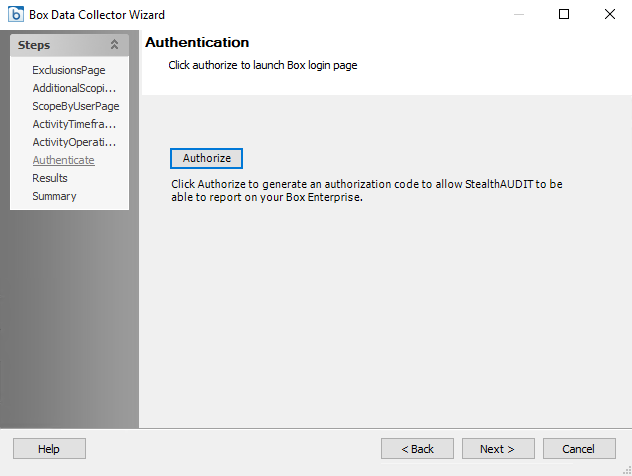 Box Data Collector Wizard
Steps
ExclusionsPage
AdditionalScopi...
ScopeByUserPage
ActivityTimefra...
ActivityOperati...
Authenticate
Results
Summary
Authentication
Click authorize to launch Box login page
Authorize
Click Authorize to generate an authorization code to allow StealthAUDIT to be
able to report on your Box Enterprise.
Help
< Back
Next >
Cancel